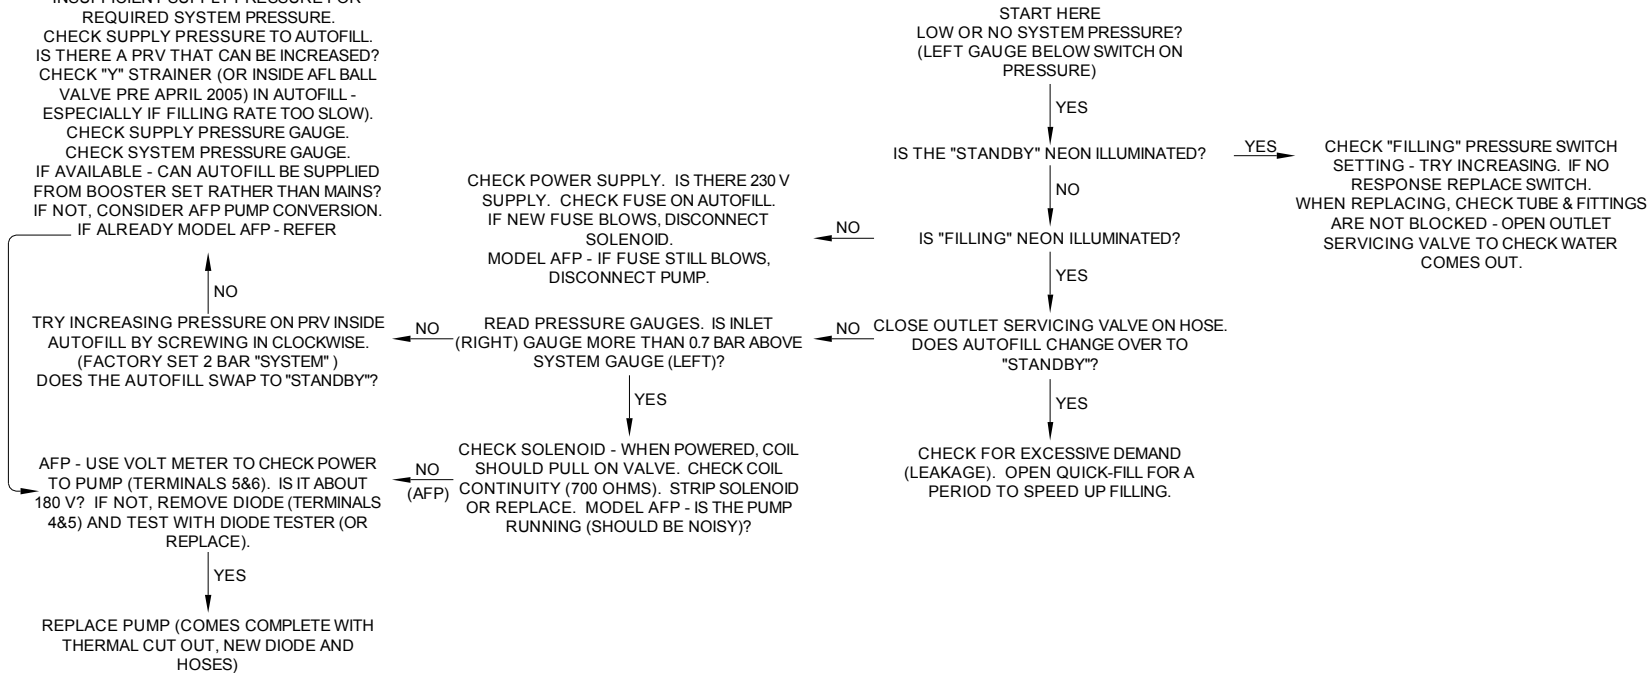 INSUFFICIENT SUPPLY PRESSURE FOR
REQUIRED SYSTEM PRESSURE.
CHECK SUPPLY PRESSURE TO AUTOFILL.
IS THERE A PRV THAT CAN BE INCREASED?
CHECK "Y" STRAINER (OR INSIDE AFL BALL
VALVE PRE APRIL 2005) IN AUTOFILL -
ESPECIALLY IF FILLING RATE TOO SLOW).
CHECK SUPPLY PRESSURE GAUGE.
CHECK SYSTEM PRESSURE GAUGE.
IF AVAILABLE - CAN AUTOFILL BE SUPPLIED
FROM BOOSTER SET RATHER THAN MAINS?
IF NOT, CONSIDER AFP PUMP CONVERSION.
IF ALREADY MODEL AFP - REFER
START HERE
LOW OR NO SYSTEM PRESSURE?
(LEFT GAUGE BELOW SWITCH ON
PRESSURE)
YES
IS THE "STANDBY" NEON ILLUMINATED?
YES
CHECK "FILLING" PRESSURE SWITCH
SETTING - TRY INCREASING. IF NO
RESPONSE REPLACE SWITCH.
WHEN REPLACING, CHECK TUBE & FITTINGS
ARE NOT BLOCKED - OPEN OUTLET
SERVICING VALVE TO CHECK WATER
COMES OUT.
NO
IS "FILLING" NEON ILLUMINATED?
NO
CHECK POWER SUPPLY. IS THERE 230 V
SUPPLY. CHECK FUSE ON AUTOFILL.
IF NEW FUSE BLOWS, DISCONNECT
SOLENOID.
MODEL AFP - IF FUSE STILL BLOWS,
DISCONNECT PUMP.
YES
CLOSE OUTLET SERVICING VALVE ON HOSE.
DOES AUTOFILL CHANGE OVER TO
"STANDBY"?
NO
READ PRESSURE GAUGES. IS INLET
(RIGHT) GAUGE MORE THAN 0.7 BAR ABOVE
SYSTEM GAUGE (LEFT)?
NO
TRY INCREASING PRESSURE ON PRV INSIDE
AUTOFILL BY SCREWING IN CLOCKWISE.
(FACTORY SET 2 BAR "SYSTEM" )
DOES THE AUTOFILL SWAP TO "STANDBY"?
NO
YES
CHECK FOR EXCESSIVE DEMAND
(LEAKAGE). OPEN QUICK-FILL FOR A
PERIOD TO SPEED UP FILLING.
YES
CHECK SOLENOID - WHEN POWERED, COIL
SHOULD PULL ON VALVE. CHECK COIL
CONTINUITY (700 OHMS). STRIP SOLENOID
OR REPLACE. MODEL AFP - IS THE PUMP
RUNNING (SHOULD BE NOISY)?
NO
(AFP)
AFP - USE VOLT METER TO CHECK POWER
TO PUMP (TERMINALS 5&6). IS IT ABOUT
180 V? IF NOT, REMOVE DIODE (TERMINALS
4&5) AND TEST WITH DIODE TESTER (OR
REPLACE).
YES
REPLACE PUMP (COMES COMPLETE WITH
THERMAL CUT OUT, NEW DIODE AND
HOSES)